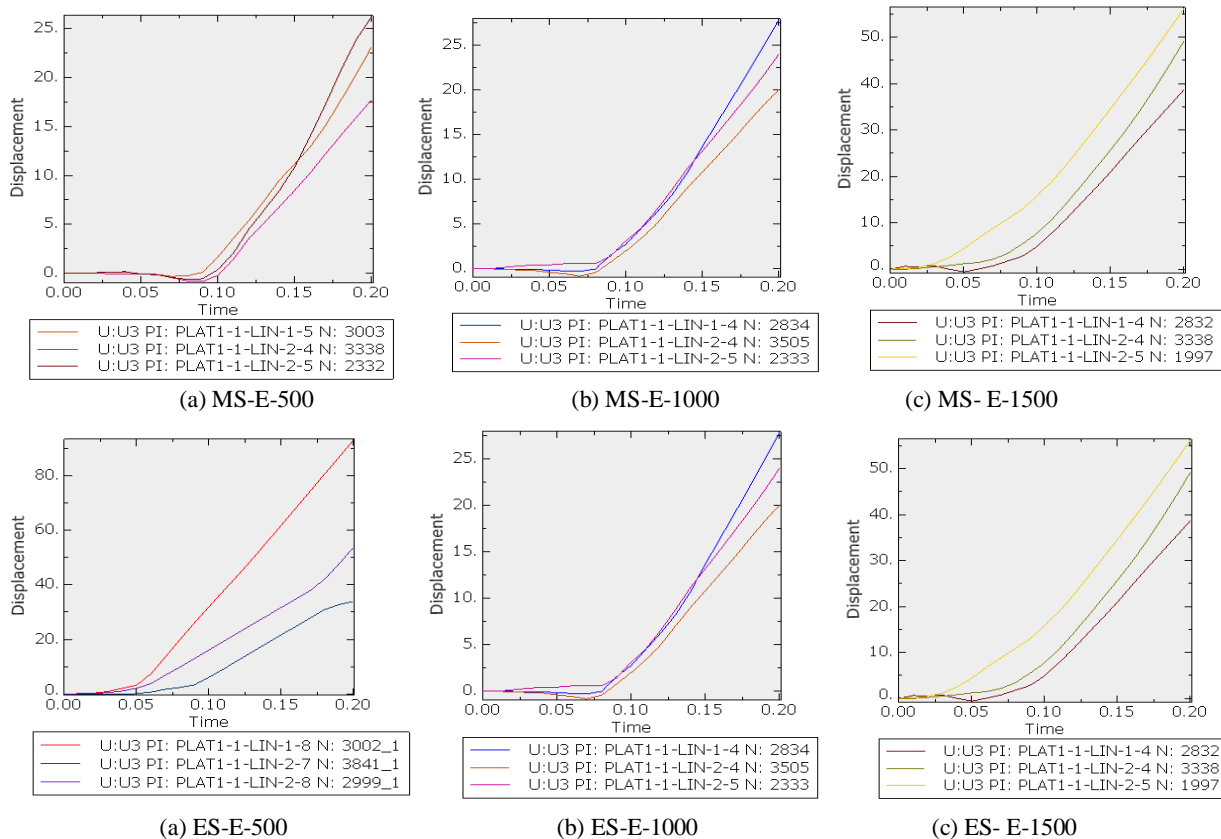 25.
20.
15.
10.
5.
0.
Displacement
0.00 0.05 0.10 0.15 0.20
Time
U:U3 PI: PLAT1-1-LIN-1-5 N: 3003
U:U3 PI: PLAT1-1-LIN-2-4 N: 3338
U:U3 PI: PLAT1-1-LIN-2-5 N: 2332
(a) MS-E-500
25.
20.
15.
10.
5.
0.
Displacement
0.00 0.05 0.10 0.15 0.20
Time
U:U3 PI: PLAT1-1-LIN-1-4 N: 2834
U:U3 PI: PLAT1-1-LIN-2-4 N: 3505
U:U3 PI: PLAT1-1-LIN-2-5 N: 2333
(b) MS-E-1000
50.
40.
30.
20.
10.
0.
Displacement
0.00 0.05 0.10 0.15 0.20
Time
U:U3 PI: PLAT1-1-LIN-1-4 N: 2832
U:U3 PI: PLAT1-1-LIN-2-4 N: 3338
U:U3 PI: PLAT1-1-LIN-2-5 N: 1997
(c) MS- E-1500
80.
60.
40.
20.
0.
Displacement
0.00 0.05 0.10 0.15 0.20
Time
U:U3 PI: PLAT1-1-LIN-1-8 N: 3002_1
U:U3 PI: PLAT1-1-LIN-2-7 N: 3841_1
U:U3 PI: PLAT1-1-LIN-2-8 N: 2999_1
(a) ES-E-500
25.
20.
15.
10.
5.
0.
Displacement
0.00 0.05 0.10 0.15 0.20
Time
U:U3 PI: PLAT1-1-LIN-1-4 N: 2834
U:U3 PI: PLAT1-1-LIN-2-4 N: 3505
U:U3 PI: PLAT1-1-LIN-2-5 N: 2333
(b) ES-E-1000
50.
40.
30.
20.
10.
0.
Displacement
0.00 0.05 0.10 0.15 0.20
Time
U:U3 PI: PLAT1-1-LIN-1-4 N: 2832
U:U3 PI: PLAT1-1-LIN-2-4 N: 3338
U:U3 PI: PLAT1-1-LIN-2-5 N: 1997
(c) ES- E-1500